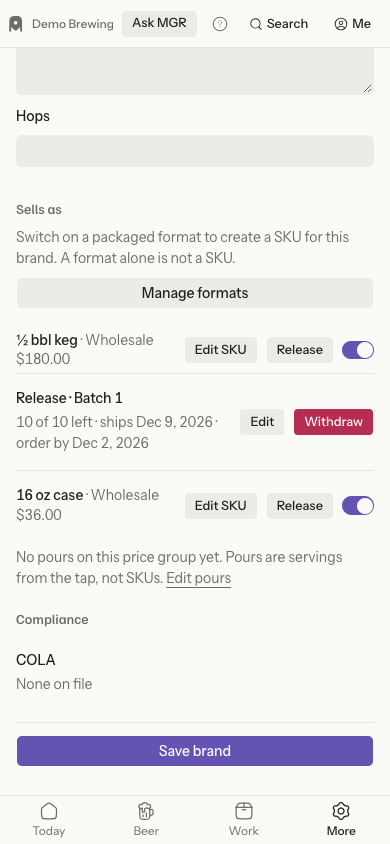 Demo Brewing
Ask MGR
?
Search
Me
Hops
Sells as
Switch on a packaged format to create a SKU for this
brand. A format alone is not a SKU.
Manage formats
½ bbl keg · Wholesale
$180.00
Edit SKU
Release
Release · Batch 1
10 of 10 left · ships Dec 9, 2026 ·
order by Dec 2, 2026
Edit
Withdraw
16 oz case · Wholesale
$36.00
Edit SKU
Release
No pours on this price group yet. Pours are servings
from the tap, not SKUs. Edit pours
Compliance
COLA
None on file
Save brand
Today
Beer
Work
More